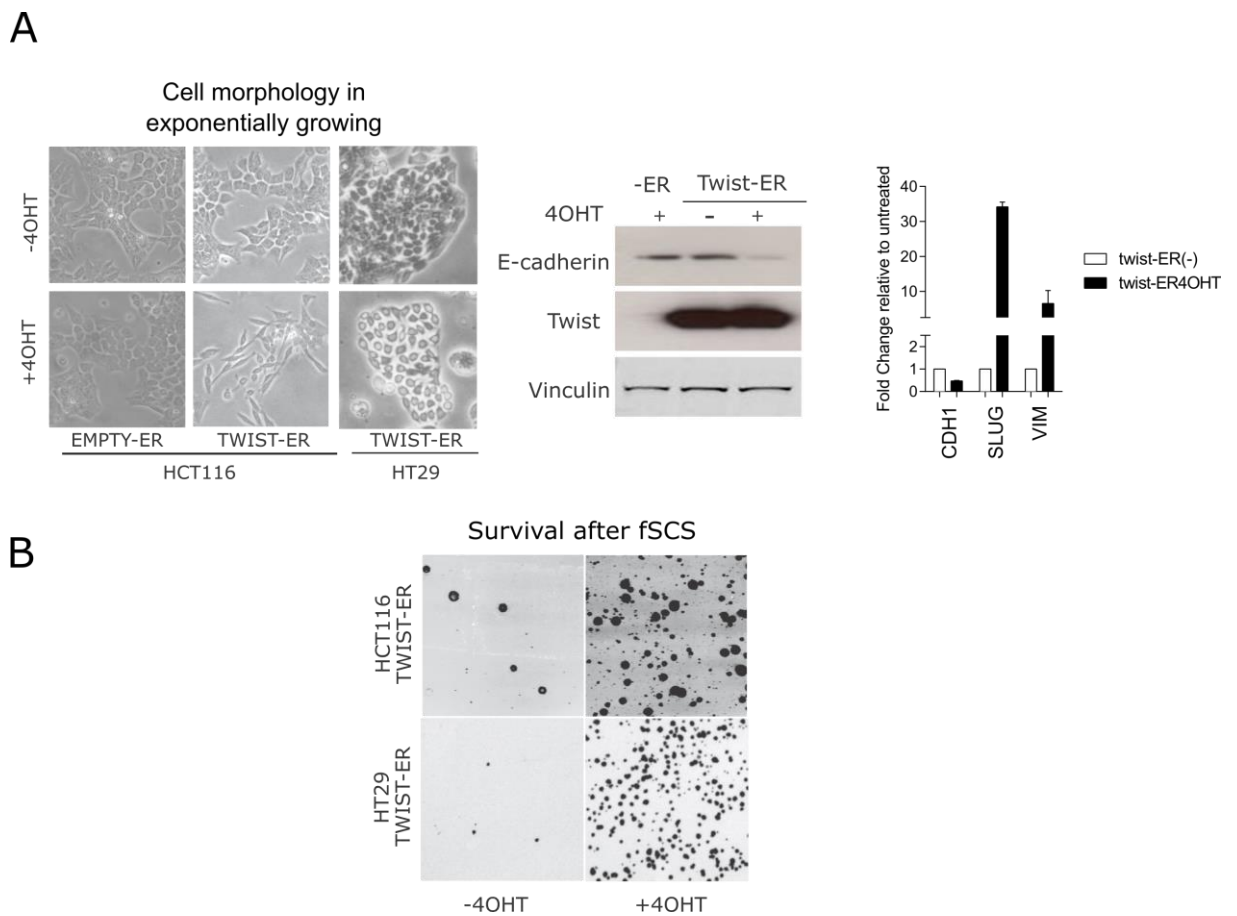 A
Cell morphology in
exponentially growing
-4OHT
+4OHT
EMPTY-ER TWIST-ER TWIST-ER
HCT116 HT29
-ER Twist-ER
4OHT + - +
E-cadherin
Twist
Vinculin
Fold Change relative to untreated
40
30
20
10
2
1
0
CDH1
SLUG
VIM
twist-ER(-)
twist-ER4OHT
B
Survival after fSCS
HCT116
TWIST-ER
HT29
TWIST-ER
-4OHT +4OHT